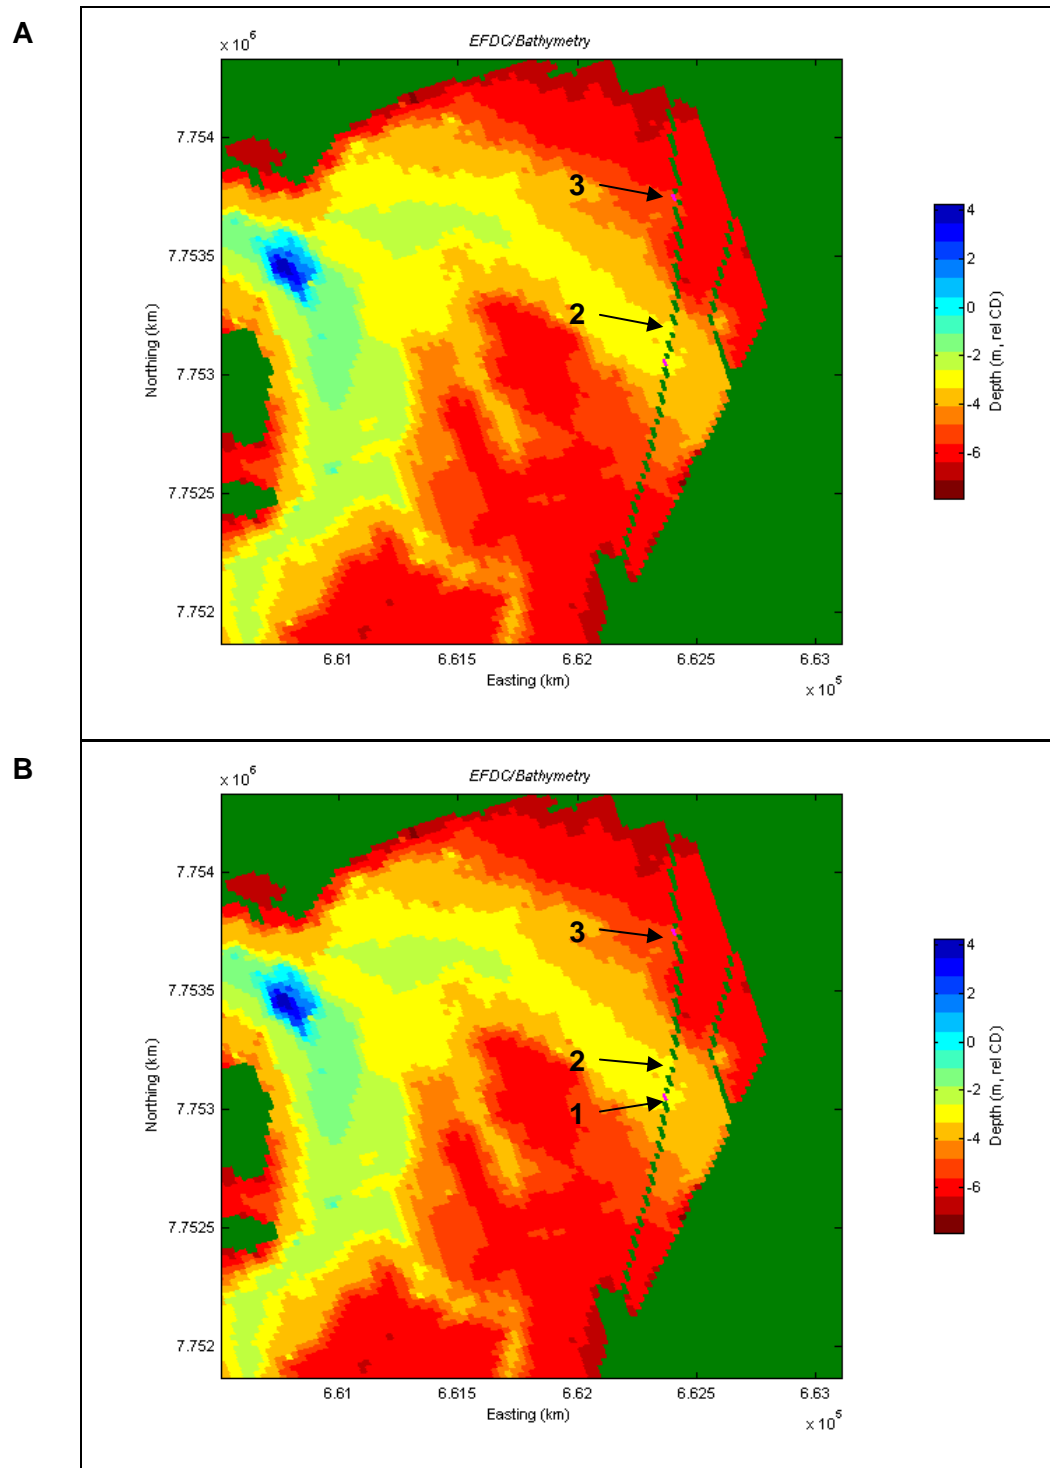 A
x 10^6
EFDC/Bathymetry
7.754
7.7535
7.753
7.7525
7.752
Northing (km)
3
2
6.61 6.615 6.62 6.625 6.63
Easting (km)
x 10^5
4
2
0
-2
-4
-6
Depth (m, rel CD)
B
x 10^6
EFDC/Bathymetry
7.754
7.7535
7.753
7.7525
7.752
Northing (km)
3
2
1
6.61 6.615 6.62 6.625 6.63
Easting (km)
x 10^5
4
2
0
-2
-4
-6
Depth (m, rel CD)